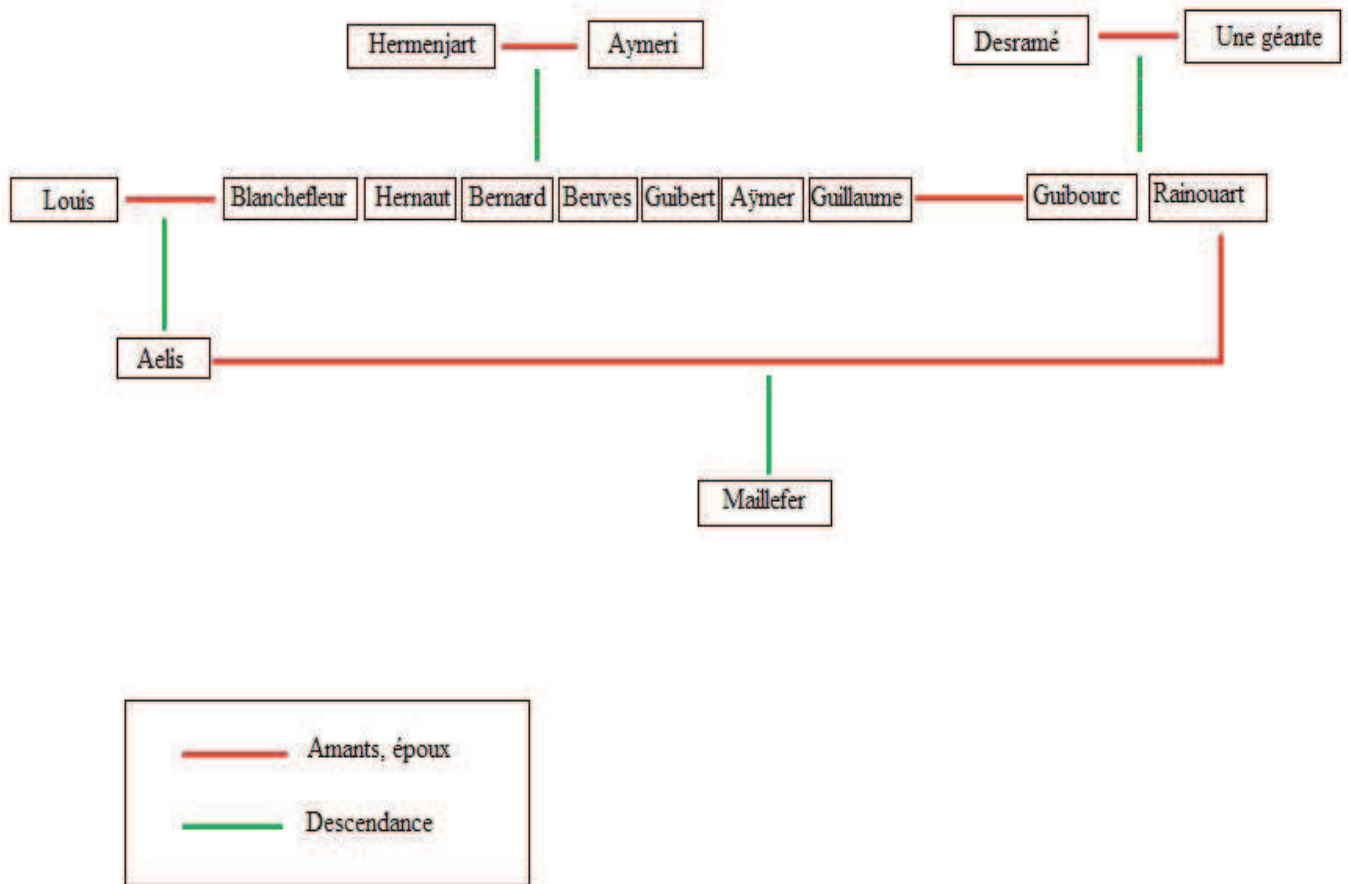 Hermenjart Aymeri Desramé Une géante
Louis Blanchefleur Hernaut Bernard Beuves Guibert Aÿmer Guillaume Guibourc Rainouart
Aelis
Maillefer
Amants, époux
Descendance